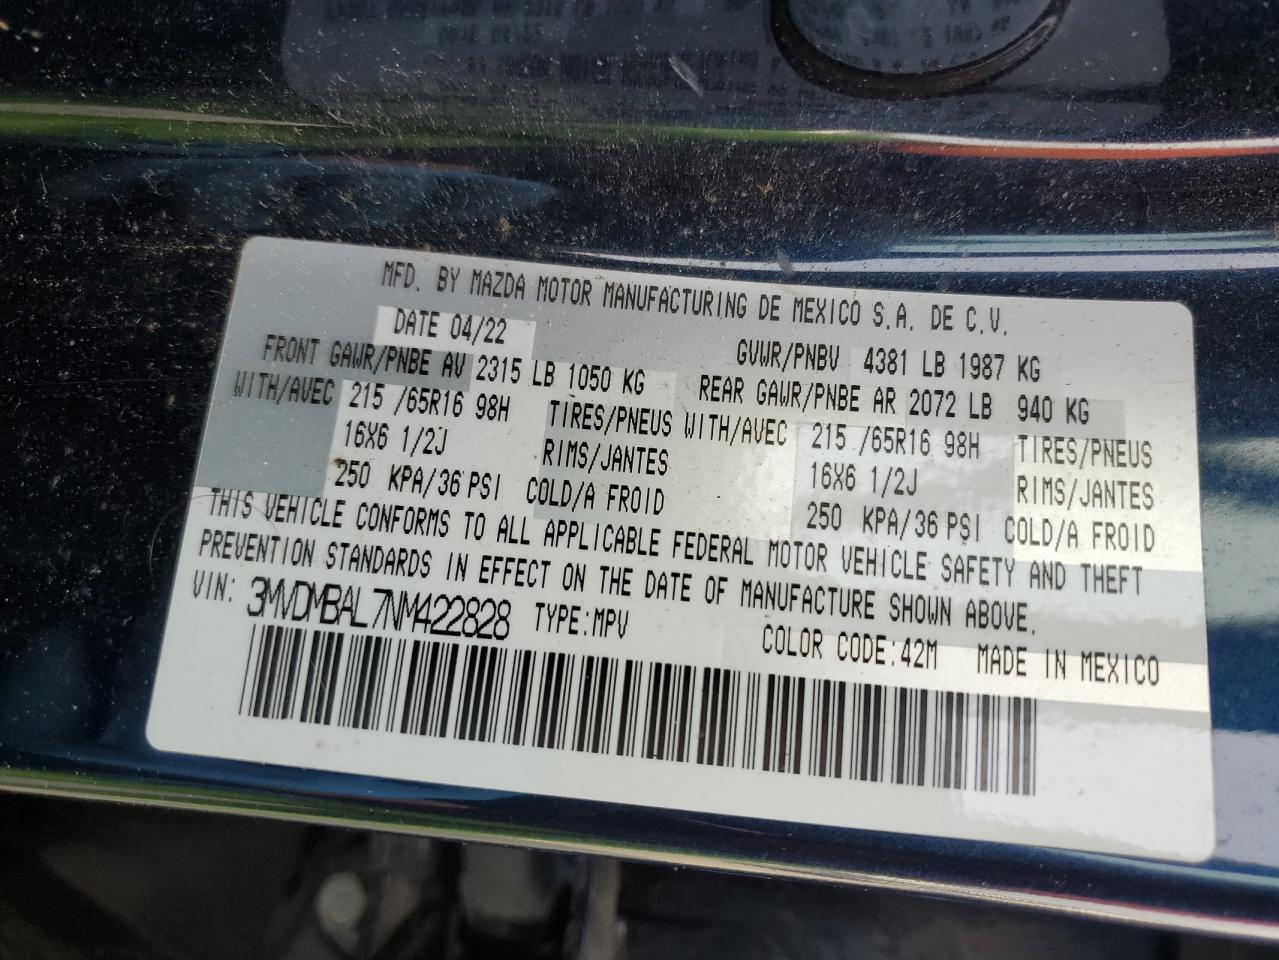 MFD. BY MAZDA MOTOR MANUFACTURING DE MEXICO S.A. DE C.V.
DATE 04/22 GVWR/PNBV 4381 LB 1987 KG
FRONT GAWR/PNBE AV 2315 LB 1050 KG REAR GAWR/PNBE AR 2072 LB 940 KG
WITH/AVEC 215 /65R16 98H TIRES/PNEUS WITH/AVEC 215 /65R16 98H TIRES/PNEUS
16X6 1/2J RIMS/JANTES 16X6 1/2J RIMS/JANTES
250 KPA/36 PSI COLD/A FROID 250 KPA/36 PSI COLD/A FROID
THIS VEHICLE CONFORMS TO ALL APPLICABLE FEDERAL MOTOR VEHICLE SAFETY AND THEFT
PREVENTION STANDARDS IN EFFECT ON THE DATE OF MANUFACTURE SHOWN ABOVE.
VIN: 3MVDMBAL7NM422828 TYPE:MPV COLOR CODE:42M MADE IN MEXICO